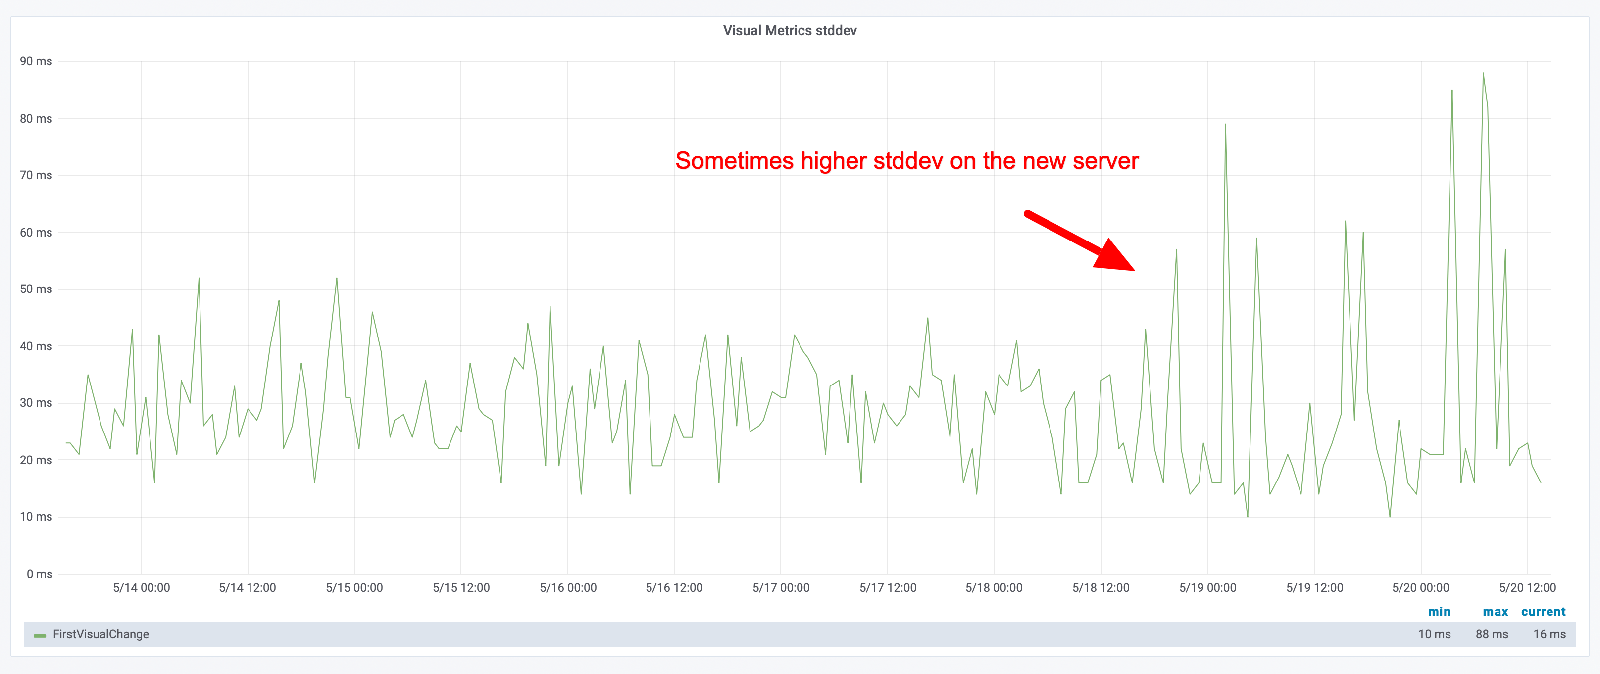 Visual Metrics stddev
90 ms
80 ms
70 ms
60 ms
50 ms
40 ms
30 ms
20 ms
10 ms
0 ms
Sometimes higher stddev on the new server
5/14 00:00 5/14 12:00 5/15 00:00 5/15 12:00 5/16 00:00 5/16 12:00 5/17 00:00 5/17 12:00 5/18 00:00 5/18 12:00 5/19 00:00 5/19 12:00 5/20 00:00 5/20 12:00
min max current
FirstVisualChange 10 ms 88 ms 16 ms